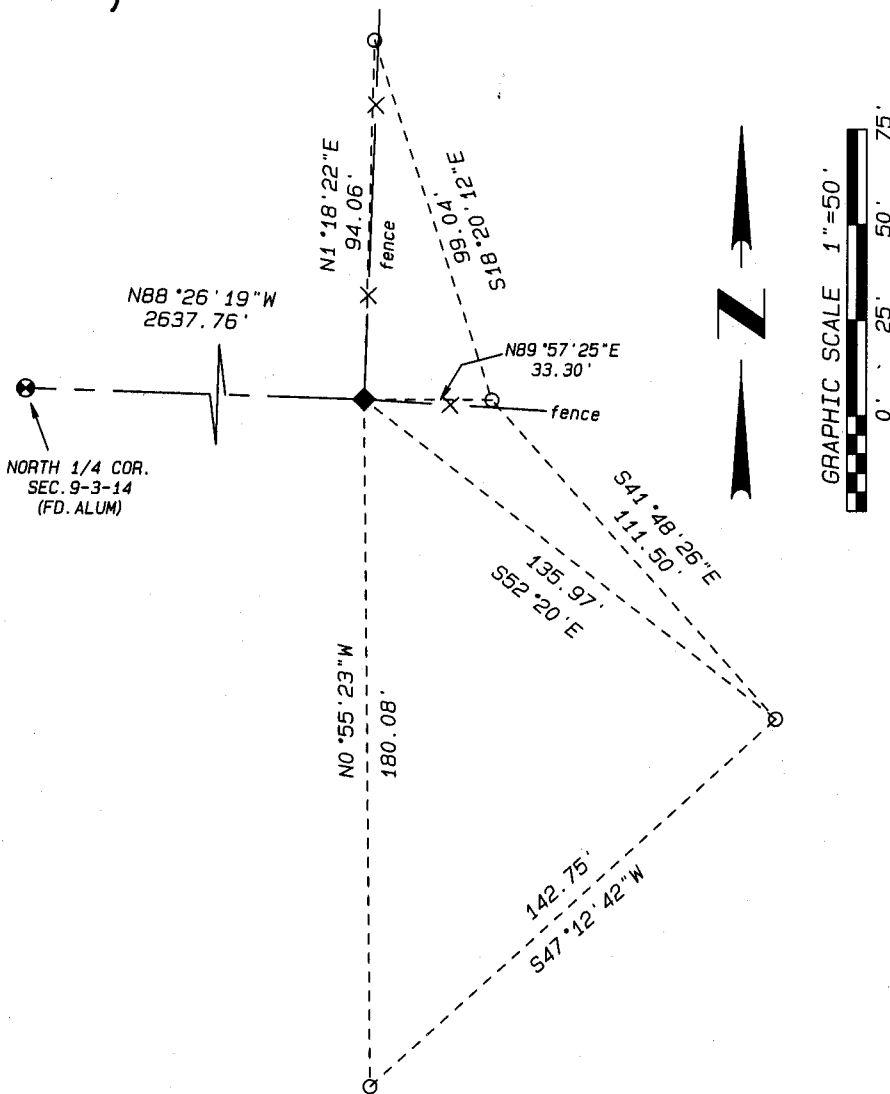 )
N1°18'22"E
94.06'
fence
S18°20'12"E
99.04'
N88°26'19"W
2637.76'
N89°57'25"E
33.30'
fence
NORTH 1/4 COR.
SEC.9-3-14
(FD.ALUM)
N
GRAPHIC SCALE 1"=50'
0' 25' 50' 75'
S41°48'26"E
111.50'
135.97'
S52°20'E
N0°55'23"W
180.08'
142.75'
S47°12'42"W